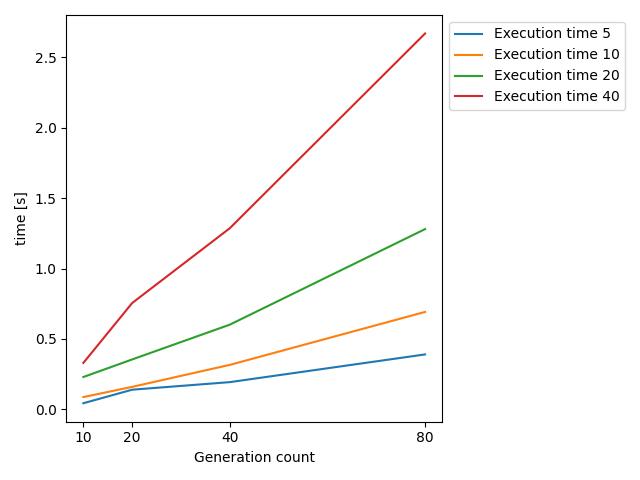 Execution time 5
Execution time 10
Execution time 20
Execution time 40
2.5
2.0
1.5
1.0
0.5
0.0
time [s]
10 20 40 80
Generation count